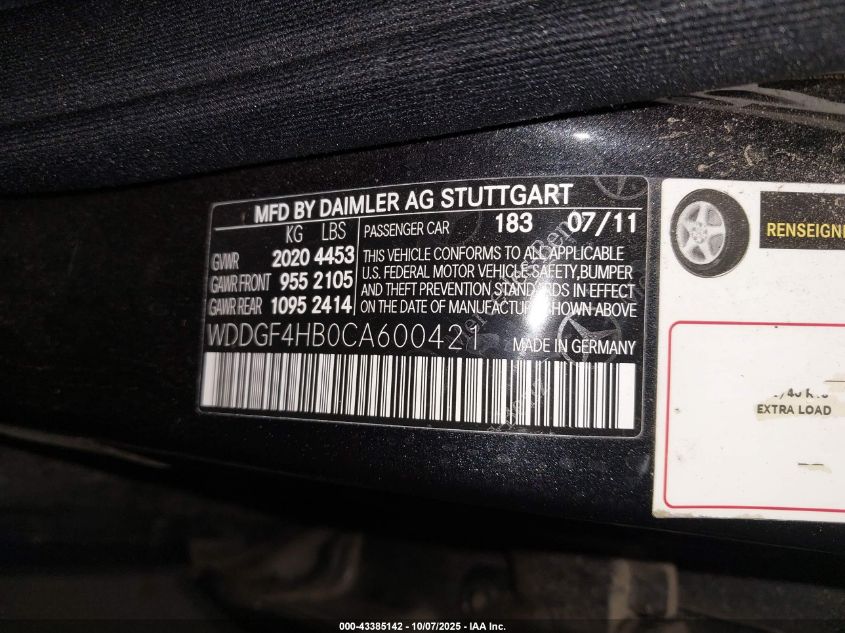 MFD BY DAIMLER AG STUTTGART
KG LBS
GVWR 2020 4453
GAWR FRONT 955 2105
GAWR REAR 1095 2414
PASSENGER CAR 183 07/11
THIS VEHICLE CONFORMS TO ALL APPLICABLE
U.S. FEDERAL MOTOR VEHICLE SAFETY, BUMPER
AND THEFT PREVENTION STANDARDS IN EFFECT
ON THE DATE OF MANUFACTURE SHOWN ABOVE
WDDGF4HB0CA600421
MADE IN GERMANY
EXTRA LOAD
000-43385142 - 10/07/2025 - IAA Inc.